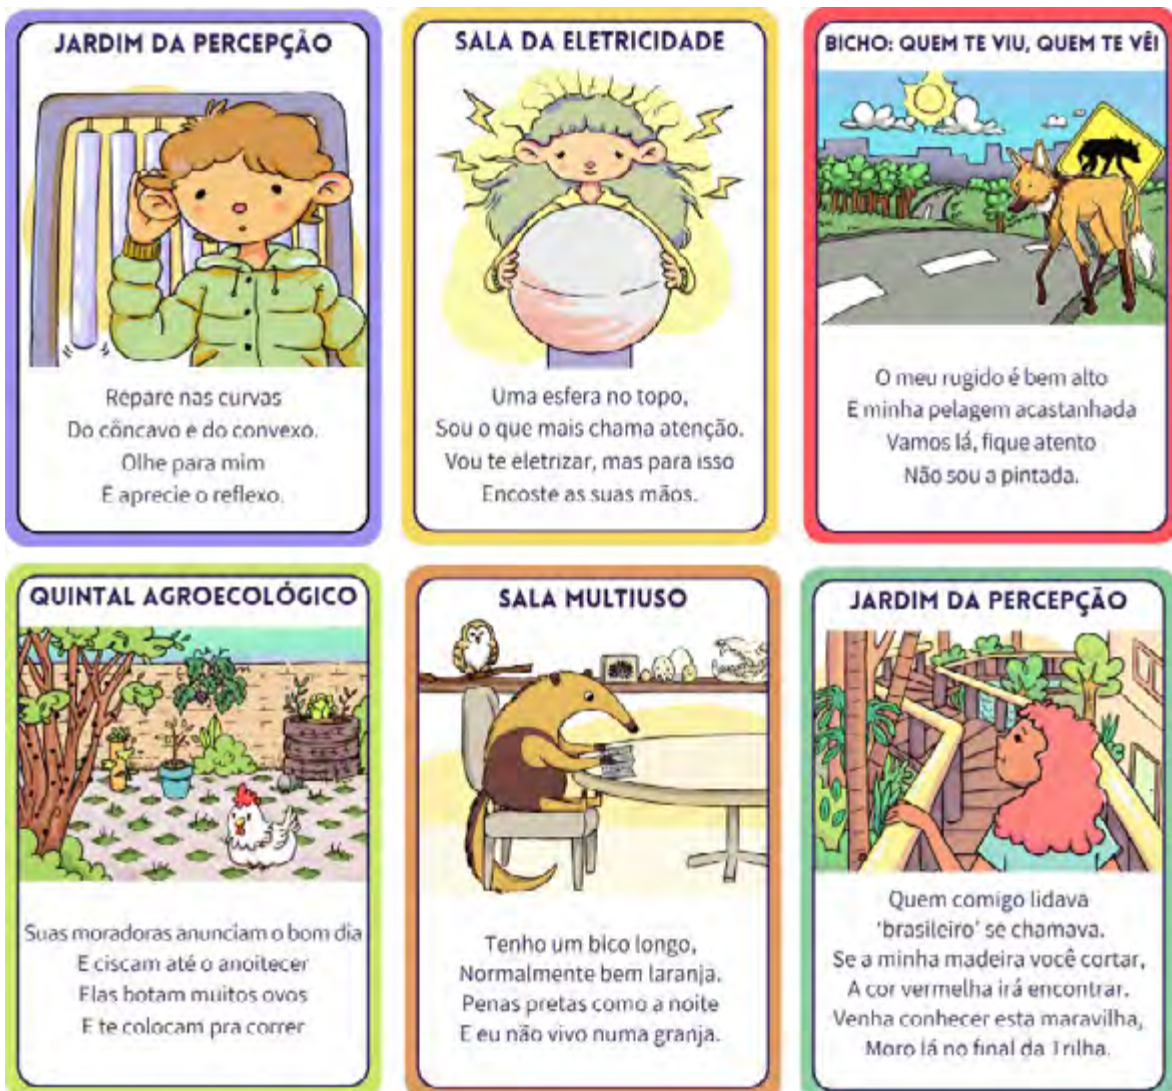 JARDIM DA PERCEPÇÃO
Repare nas curvas
Do côncavo e do convexo.
Olhe para mim
E aprecie o reflexo.
SALA DA ELETRICIDADE
Uma esfera no topo,
Sou o que mais chama atenção.
Vou te eletrizar, mas para isso
Encoste as suas mãos.
BICHO: QUEM TE VIU, QUEM TE VÊ!
O meu rugido é bem alto
E minha pelagem acastanhada
Vamos lá, fique atento
Não sou a pintada.
QUINTAL AGROECOLÓGICO
Suas moradoras anunciam o bom dia
E ciscam até o anoitecer
Elas botam muitos ovos
E te colocam pra correr
SALA MULTIUSO
Tenho um bico longo,
Normalmente bem laranja.
Penas pretas como a noite
E eu não vivo numa granja.
JARDIM DA PERCEPÇÃO
Quem comigo lidava
'brasileiro' se chamava.
Se a minha madeira você cortar,
A cor vermelha irá encontrar.
Venha conhecer esta maravilha,
Moro lá no final da Trilha.